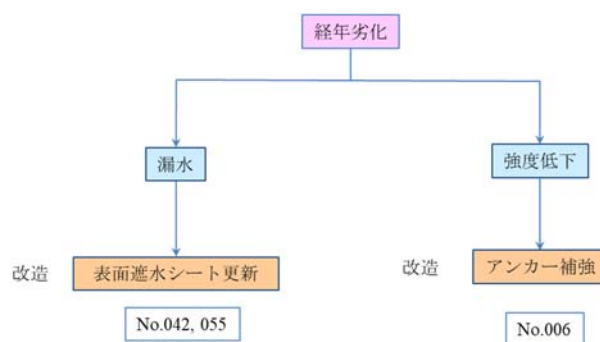 経年劣化
漏水
強度低下
改造
表面遮水シート更新
改造
アンカー補強
No.042, 055
No.006